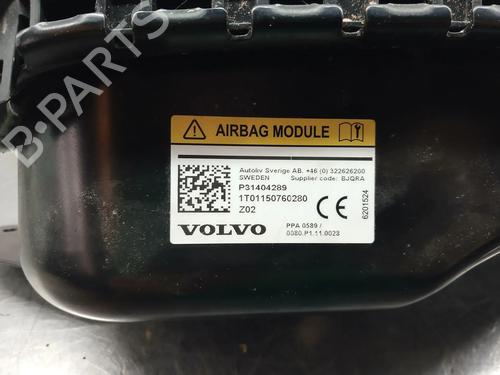 B-PARTS
AIRBAG MODULE
Autoliv Sverige AB. +46 (0) 322626200
SWEDEN Supplier code: BJQRA
P31404289
1T01150760280
Z02
VOLVO
PPA 0589 /
0080.P1.11.0023
6201524